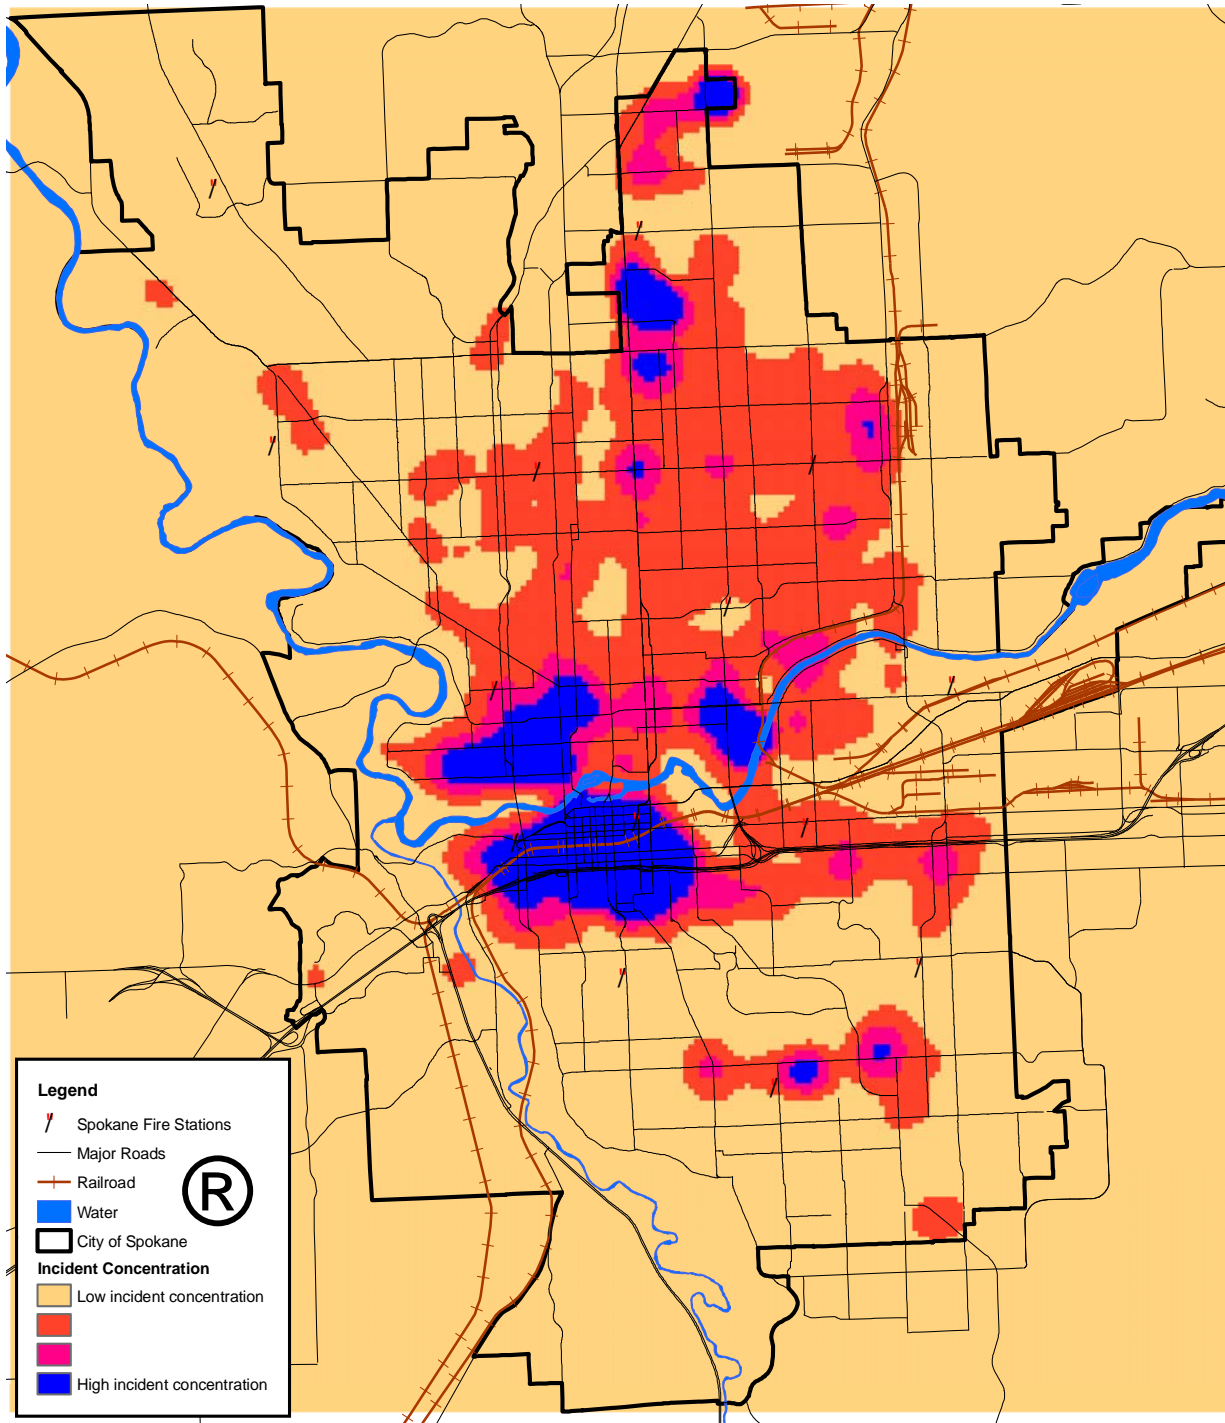 Legend
Spokane Fire Stations
Major Roads
Railroad
®
Water
City of Spokane
Incident Concentration
Low incident concentration
High incident concentration